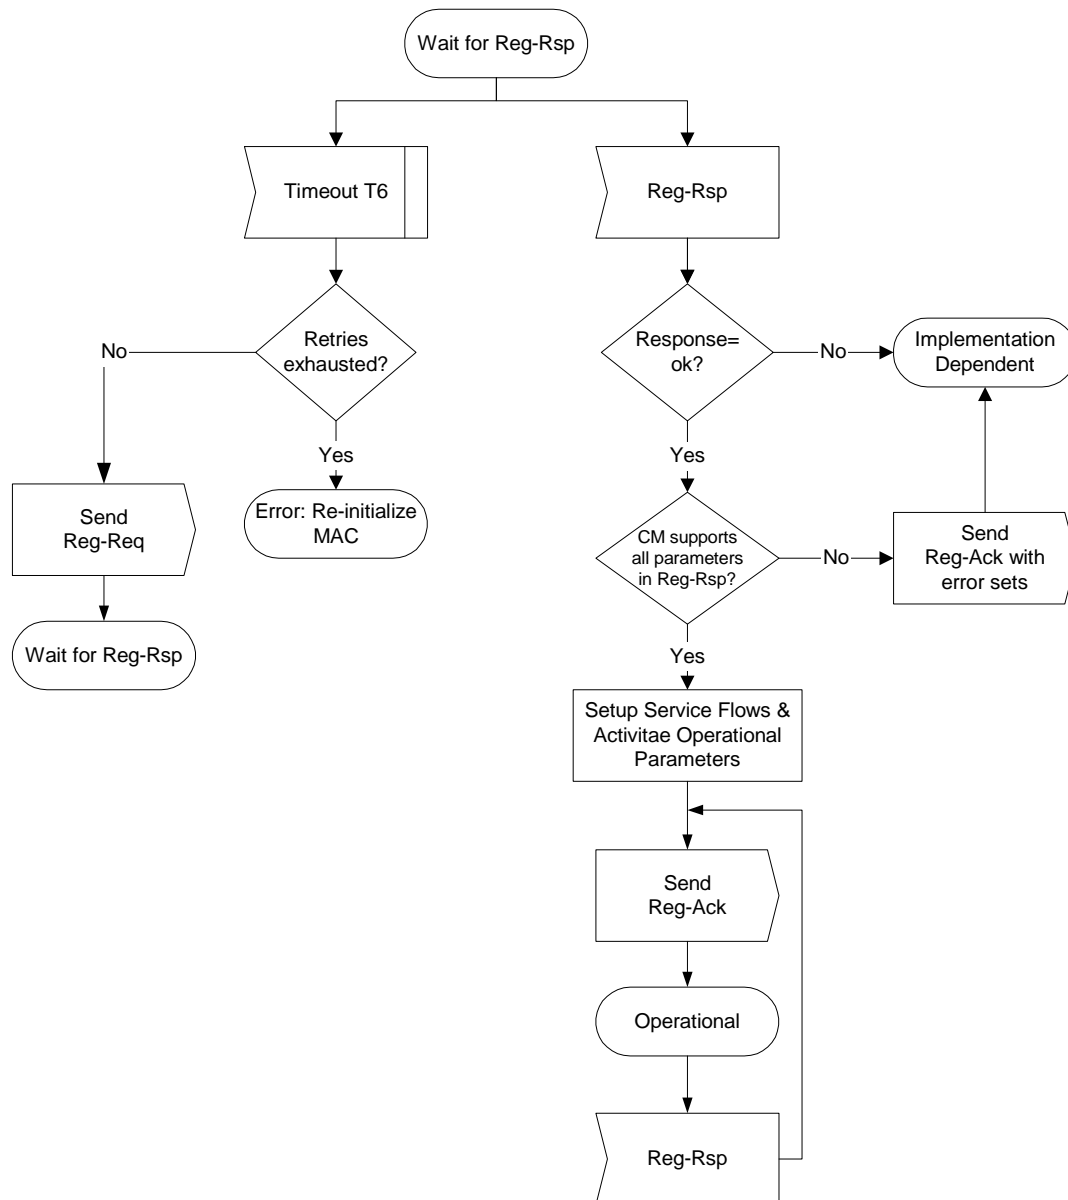 Wait for Reg-Rsp
Timeout T6
Reg-Rsp
Retries
exhausted?
No
Yes
Send
Reg-Req
Error: Re-initialize
MAC
Wait for Reg-Rsp
Response=
ok?
No
Implementation
Dependent
Yes
CM supports
all parameters
in Reg-Rsp?
No
Send
Reg-Ack with
error sets
Yes
Setup Service Flows &
Activitae Operational
Parameters
Send
Reg-Ack
Operational
Reg-Rsp